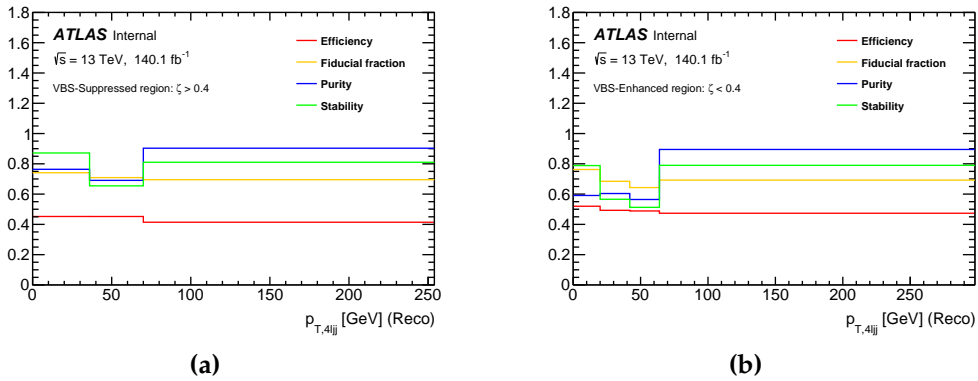 1.8
1.6
1.4
1.2
1
0.8
0.6
0.4
0.2
0
ATLAS Internal
√s = 13 TeV, 140.1 fb⁻¹
VBS-Suppressed region: ζ > 0.4
Efficiency
Fiducial fraction
Purity
Stability
0 50 100 150 200 250
p_T,4ljj [GeV] (Reco)
(a)
1.8
1.6
1.4
1.2
1
0.8
0.6
0.4
0.2
0
ATLAS Internal
√s = 13 TeV, 140.1 fb⁻¹
VBS-Enhanced region: ζ < 0.4
Efficiency
Fiducial fraction
Purity
Stability
0 50 100 150 200 250
p_T,4ljj [GeV] (Reco)
(b)